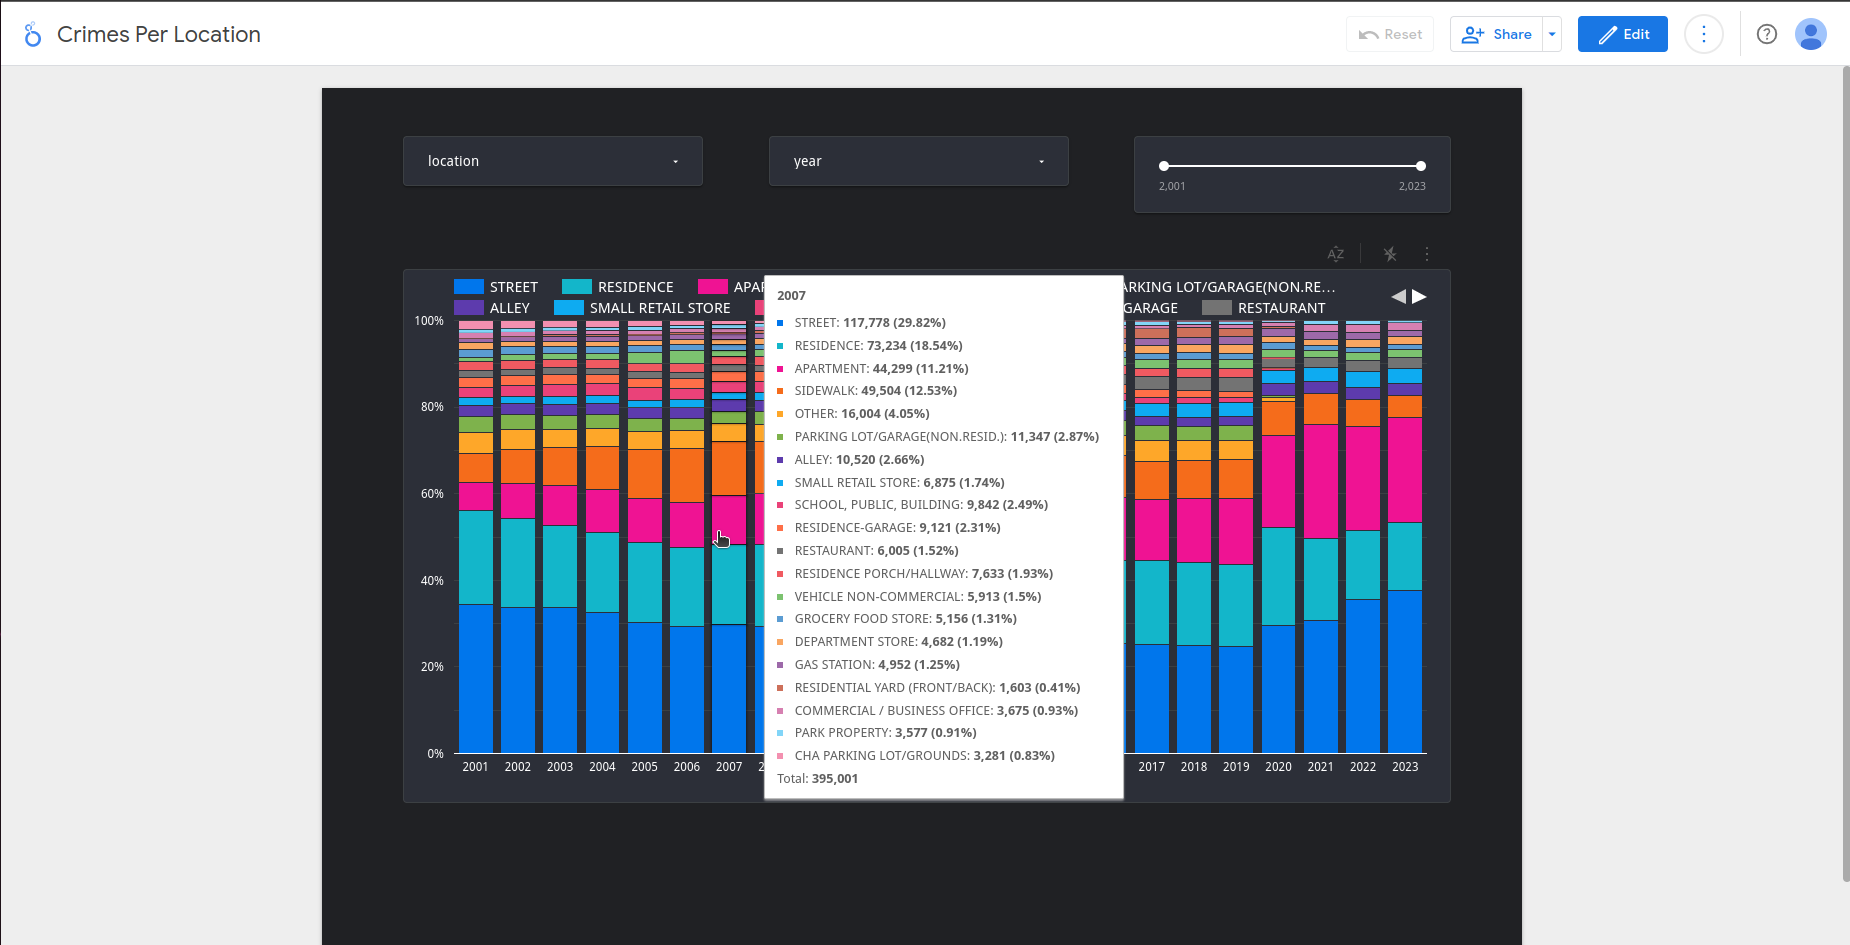 Crimes Per Location
Reset
Share
Edit
location
year
2,001
2,023
AZ
STREET RESIDENCE
ARKING LOT/GARAGE(NON.RE...
ALLEY SMALL RETAIL STORE
GARAGE RESTAURANT
100%
80%
60%
40%
20%
0%
2001 2002 2003 2004 2005 2006 2007
2017 2018 2019 2020 2021 2022 2023
2007
STREET: 117,778 (29.82%)
RESIDENCE: 73,234 (18.54%)
APARTMENT: 44,299 (11.21%)
SIDEWALK: 49,504 (12.53%)
OTHER: 16,004 (4.05%)
PARKING LOT/GARAGE(NON.RESID.): 11,347 (2.87%)
ALLEY: 10,520 (2.66%)
SMALL RETAIL STORE: 6,875 (1.74%)
SCHOOL, PUBLIC, BUILDING: 9,842 (2.49%)
RESIDENCE-GARAGE: 9,121 (2.31%)
RESTAURANT: 6,005 (1.52%)
RESIDENCE PORCH/HALLWAY: 7,633 (1.93%)
VEHICLE NON-COMMERCIAL: 5,913 (1.5%)
GROCERY FOOD STORE: 5,156 (1.31%)
DEPARTMENT STORE: 4,682 (1.19%)
GAS STATION: 4,952 (1.25%)
RESIDENTIAL YARD (FRONT/BACK): 1,603 (0.41%)
COMMERCIAL / BUSINESS OFFICE: 3,675 (0.93%)
PARK PROPERTY: 3,577 (0.91%)
CHA PARKING LOT/GROUNDS: 3,281 (0.83%)
Total: 395,001